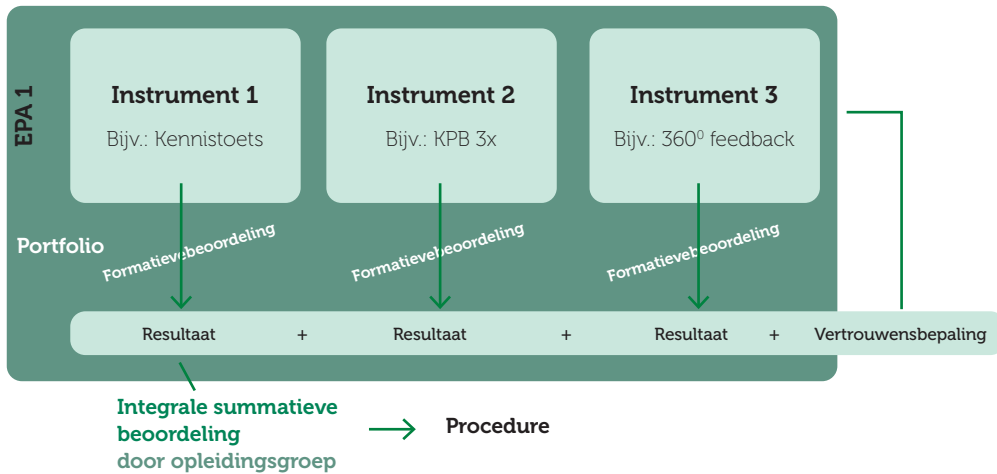 EPA 1
Instrument 1
Bijv.: Kennistoets
Instrument 2
Bijv.: KPB 3x
Instrument 3
Bijv.: 360⁰ feedback
Portfolio
Formatievebeoordeling
Formatievebeoordeling
Formatievebeoordeling
Resultaat + Resultaat + Resultaat + Vertrouwensbepaling
Integrale summatieve
beoordeling
door opleidingsgroep
Procedure